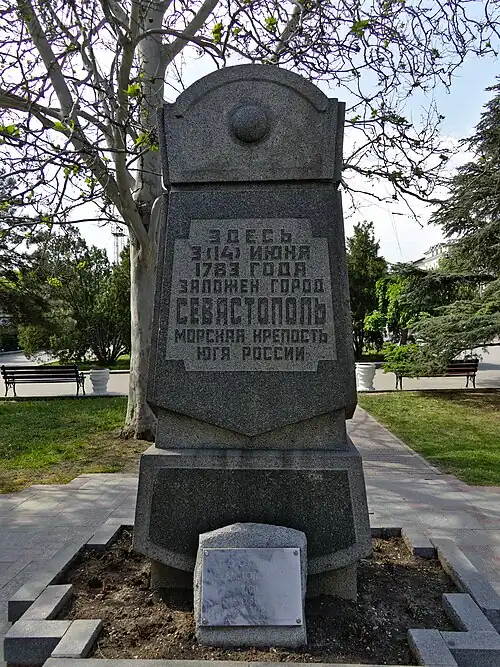 ЗДЕСЬ
3(14) ИЮНЯ
1783 ГОДА
ЗАЛОЖЕН ГОРОД
СЕВАСТОПОЛЬ
МОРСКАЯ КРЕПОСТЬ
ЮГА РОССИИ